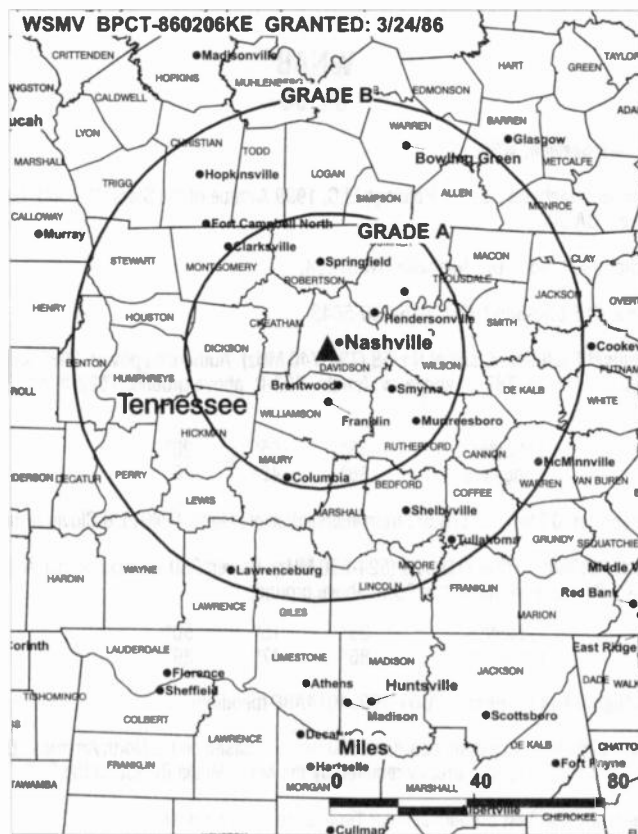 WSMV BPCT-860206KE GRANTED: 3/24/86
Madisonville
HART
GREEN
TAYLOR
CRITTENDEN
HOPKINS
MUHLENBERG
EDMONSON
CALDWELL
GRADE B
LYON
WARREN
BARREN
Glasgow
CHRISTIAN
TODD
METCALFE
MARSHALL
Bowling Green
Hopkinsville
LOGAN
TRIGG
ALLEN
SIMPSON
MONROE
CALLOWAY
Murray
Fort Campbell North
GRADE A
Clarksville
MACON
CLAY
STEWART
MONTGOMERY
Springfield
ROBERTSON
TROUSDALE
JACKSON
HENRY
HOUSTON
CHEATHAM
Hendersonville
SMITH
DICKSON
Nashville
Cookev
BENTON
DAVIDSON
WILSON
PUTNAM
HUMPHREYS
Brentwood
Smyrna
DE KALB
WHITE
Tennessee
WILLIAMSON
Franklin
Murfreesboro
HICKMAN
RUTHERFORD
CANNON
MAURY
McMinnville
PERRY
DECATUR
Columbia
BEDFORD
COFFEE
WARREN
VAN BUREN
LEWIS
MARSHALL
Shelbyville
Tullahoma
GRUNDY
SEQUATCHIE
WAYNE
Lawrenceburg
MOORE
HARDIN
LINCOLN
FRANKLIN
Red Bank
LAWRENCE
GILES
MARION
LAUDERDALE
LIMESTONE
MADISON
JACKSON
East Ridge
Florence
Athens
Huntsville
DADE
TISHOMINGO
Sheffield
Madison
Scottsboro
COLBERT
LAWRENCE
Decatur
DE KALB
FRANKLIN
Miles
Hartselle
Fort Payne
MORGAN
MARSHALL
0 40 80
Albertville
CHEROKEE
Cullman